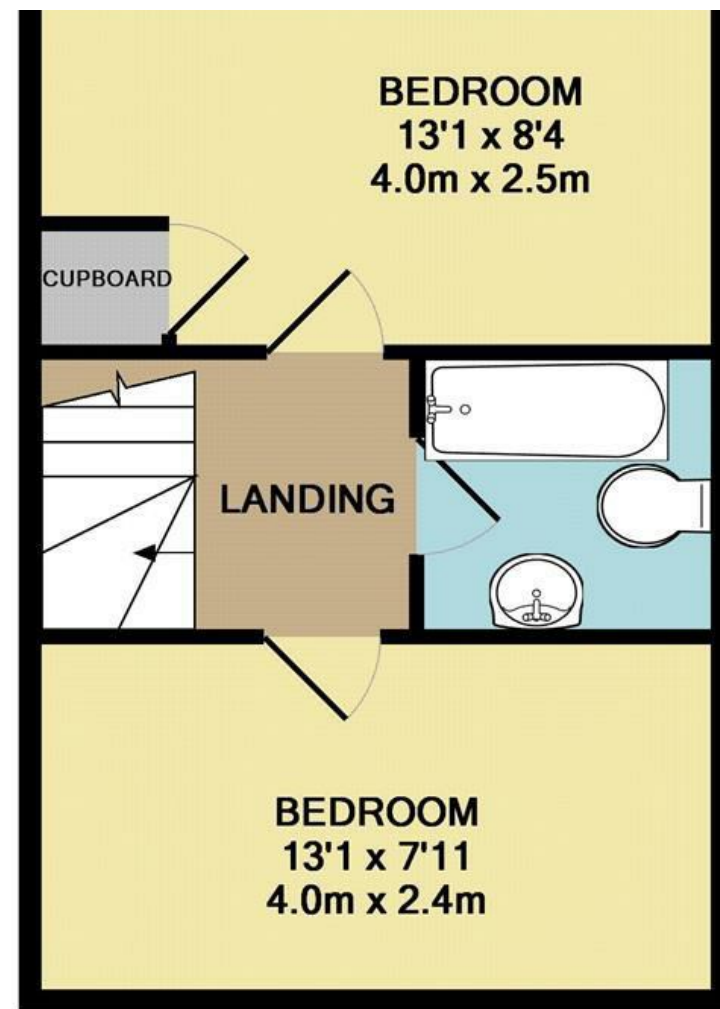 BEDROOM
13'1 x 8'4
4.0m x 2.5m
CUPBOARD
LANDING
BEDROOM
13'1 x 7'11
4.0m x 2.4m